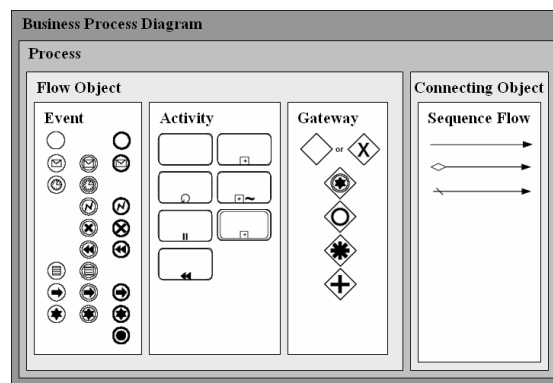 Business Process Diagram
Process
Flow Object
Connecting Object
Event
Activity
Gateway
Sequence Flow
or
X